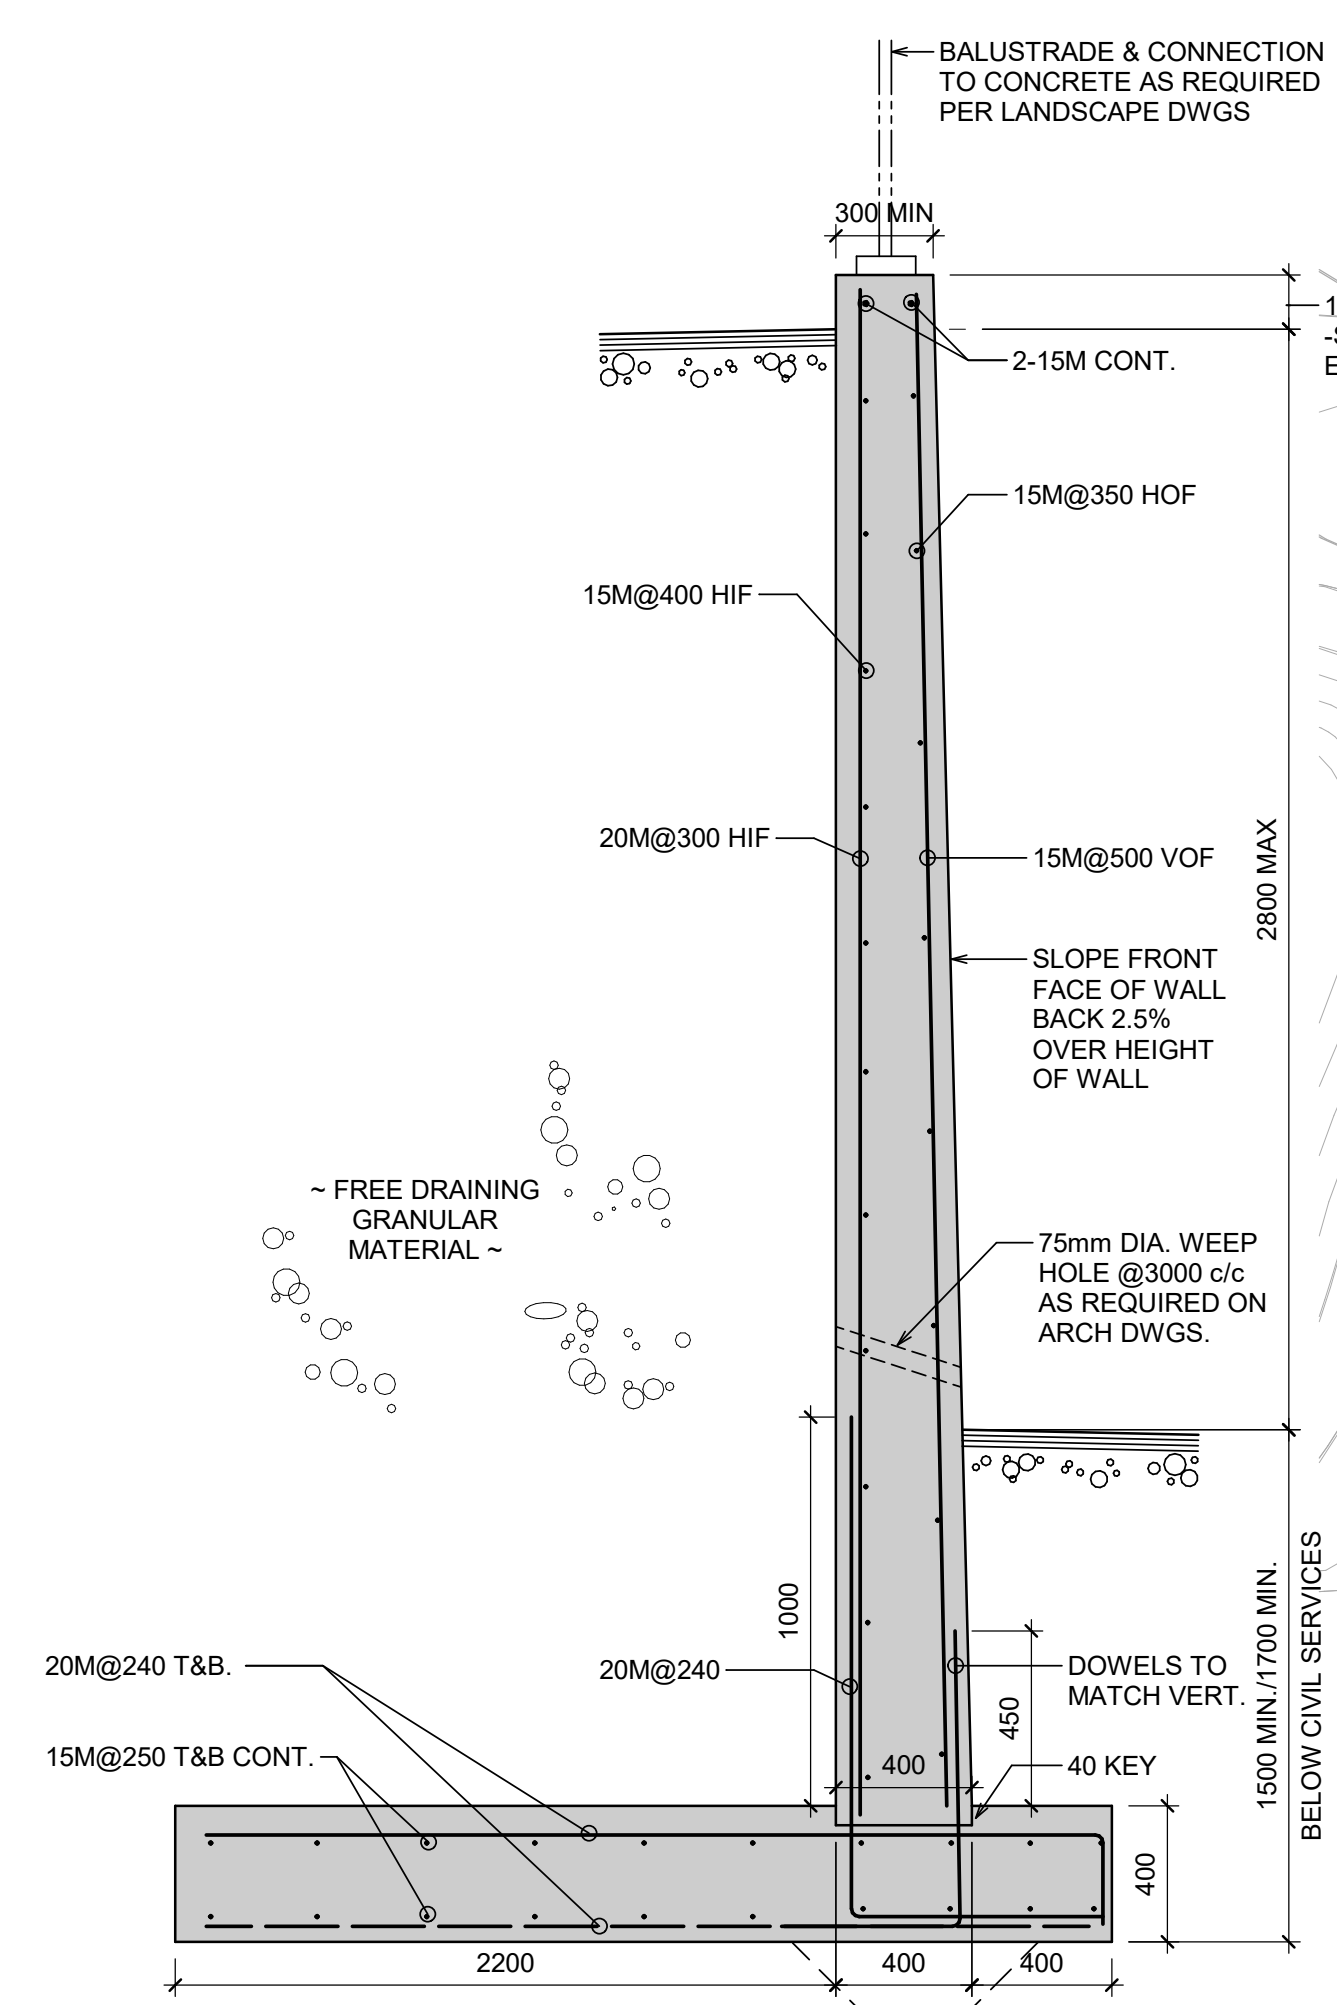 BALUSTRADE & CONNECTION
TO CONCRETE AS REQUIRED
PER LANDSCAPE DWGS
300 MIN
2-15M CONT.
15M@350 HOF
15M@400 HIF
20M@300 HIF
15M@500 VOF
2800 MAX
SLOPE FRONT
FACE OF WALL
BACK 2.5%
OVER HEIGHT
OF WALL
~ FREE DRAINING
GRANULAR
MATERIAL ~
75mm DIA. WEEP
HOLE @3000 c/c
AS REQUIRED ON
ARCH DWGS.
1000
20M@240 T&B.
20M@240
DOWELS TO
MATCH VERT.
450
1500 MIN./1700 MIN.
BELOW CIVIL SERVICES
15M@250 T&B CONT.
400
40 KEY
400
2200
400
400